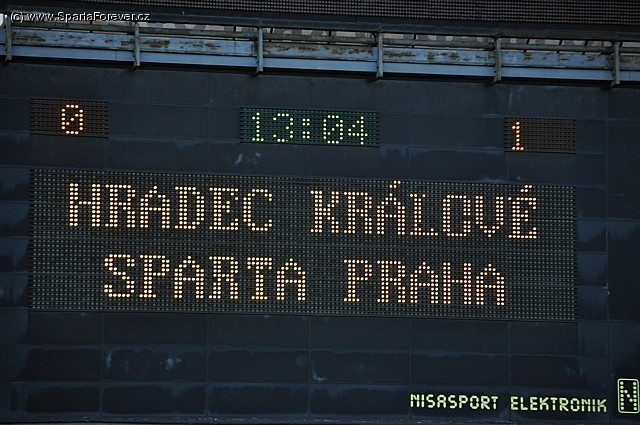 (c) www.SpartaForever.cz
0 13:04 1
HRADEC KRÁLOVÉ
SPARTA PRAHA
NISASPORT ELEKTRONIK N